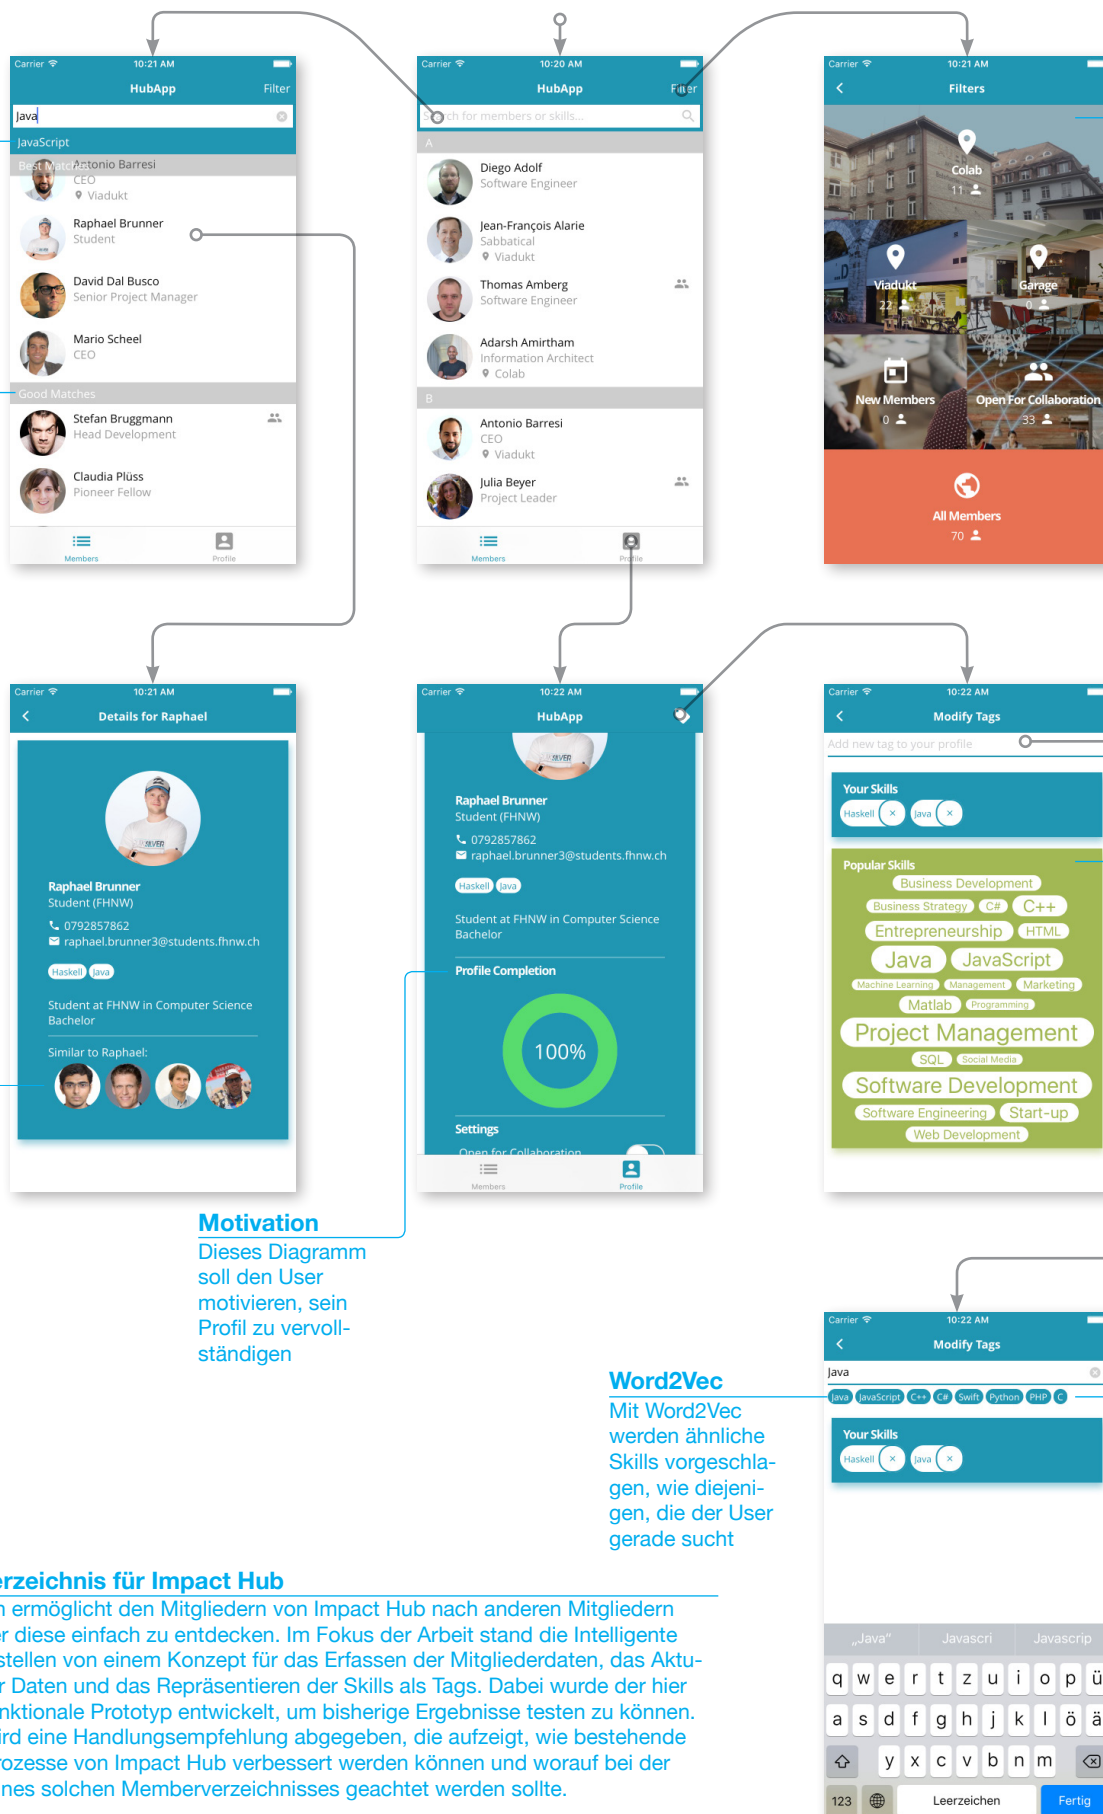 Carrier 10:21 AM
HubApp Filter
Java
JavaScript
Best Matches
Antonio Barresi
CEO
Viadukt
Raphael Brunner
Student
David Dal Busco
Senior Project Manager
Mario Scheel
CEO
Good Matches
Stefan Bruggmann
Head Development
Claudia Plüss
Pioneer Fellow
Members Profile
Carrier 10:20 AM
HubApp Filter
Search for members or skills...
A
Diego Adolf
Software Engineer
Jean-François Alarie
Sabbatical
Viadukt
Thomas Amberg
Software Engineer
Adarsh Amirtham
Information Architect
Colab
B
Antonio Barresi
CEO
Viadukt
Julia Beyer
Project Leader
Members Profile
Carrier 10:21 AM
Filters
Colab
11
Viadukt
22
Garage
0
New Members
0
Open For Collaboration
33
All Members
70
Carrier 10:21 AM
Details for Raphael
SILVER
Raphael Brunner
Student (FHNW)
0792857862
raphael.brunner3@students.fhnw.ch
Haskell Java
Student at FHNW in Computer Science
Bachelor
Similar to Raphael:
Carrier 10:22 AM
HubApp
SILVER
Raphael Brunner
Student (FHNW)
0792857862
raphael.brunner3@students.fhnw.ch
Haskell Java
Student at FHNW in Computer Science
Bachelor
Profile Completion
100%
Settings
Open for Collaboration
Members Profile
Carrier 10:22 AM
Modify Tags
Add new tag to your profile
Your Skills
Haskell × Java ×
Popular Skills
Business Development
Business Strategy C# C++
Entrepreneurship HTML
Java JavaScript
Machine Learning Management Marketing
Matlab Programming
Project Management
SQL Social Media
Software Development
Software Engineering Start-up
Web Development
Motivation
Dieses Diagramm
soll den User
motivieren, sein
Profil zu vervoll-
ständigen
Word2Vec
Mit Word2Vec
werden ähnliche
Skills vorgeschla-
gen, wie diejeni-
gen, die der User
gerade sucht
Carrier 10:22 AM
Modify Tags
Java
Java JavaScript C++ C# Swift Python PHP C
Your Skills
Haskell × Java ×
„Java“ Javascri Javascrip
q w e r t z u i o p ü
a s d f g h j k l ö ä
y x c v b n m
123 Leerzeichen Fertig
erzeichnis für Impact Hub
n ermöglicht den Mitgliedern von Impact Hub nach anderen Mitgliedern
er diese einfach zu entdecken. Im Fokus der Arbeit stand die Intelligente
stellen von einem Konzept für das Erfassen der Mitgliederdaten, das Aktu-
r Daten und das Repräsentieren der Skills als Tags. Dabei wurde der hier
nktionale Prototyp entwickelt, um bisherige Ergebnisse testen zu können.
ird eine Handlungsempfehlung abgegeben, die aufzeigt, wie bestehende
rozesse von Impact Hub verbessert werden können und worauf bei der
nes solchen Memberverzeichnisses geachtet werden sollte.